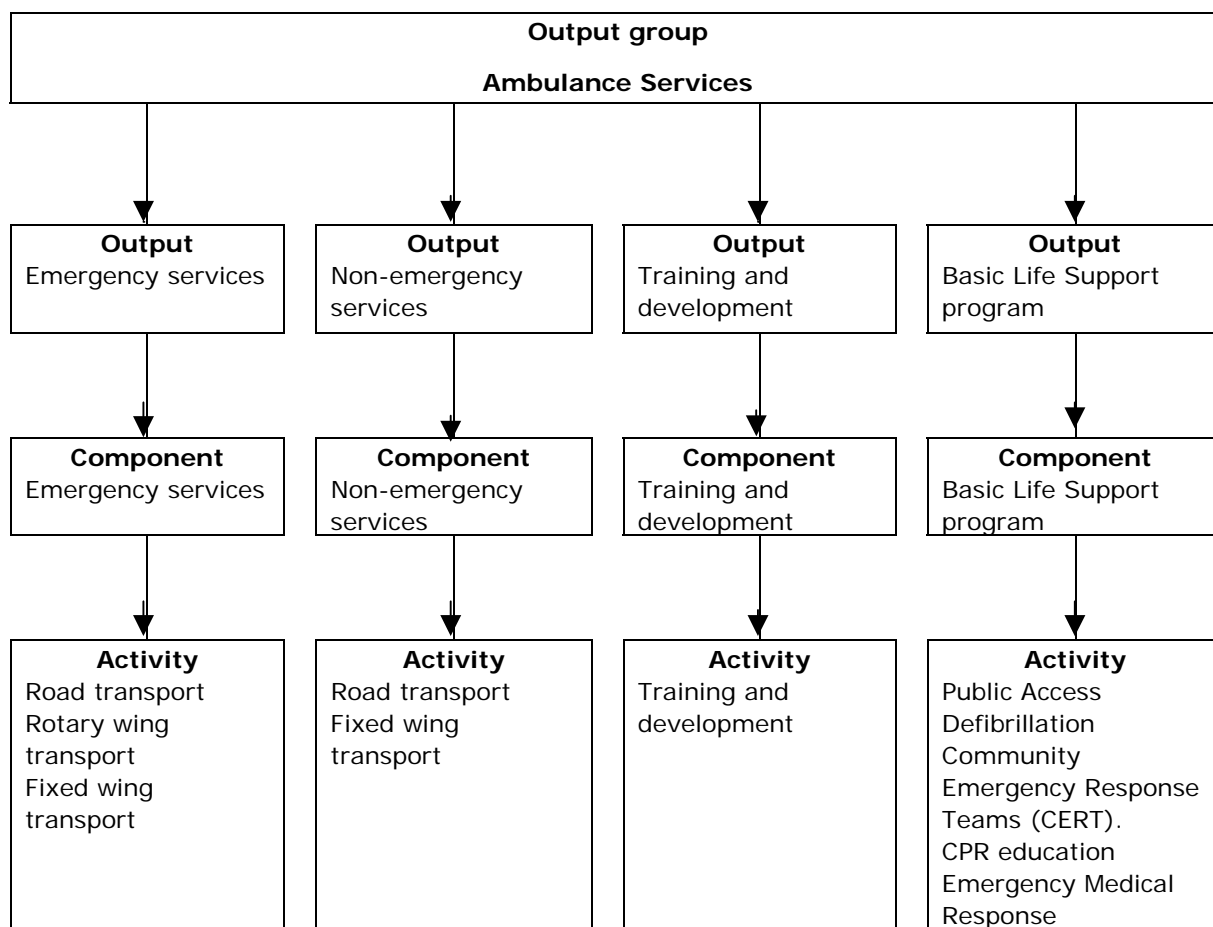 Output group
Ambulance Services
Output
Emergency services
Output
Non-emergency
services
Output
Training and
development
Output
Basic Life Support
program
Component
Emergency services
Component
Non-emergency
services
Component
Training and
development
Component
Basic Life Support
program
Activity
Road transport
Rotary wing
transport
Fixed wing
transport
Activity
Road transport
Fixed wing
transport
Activity
Training and
development
Activity
Public Access
Defibrillation
Community
Emergency Response
Teams (CERT).
CPR education
Emergency Medical
Response